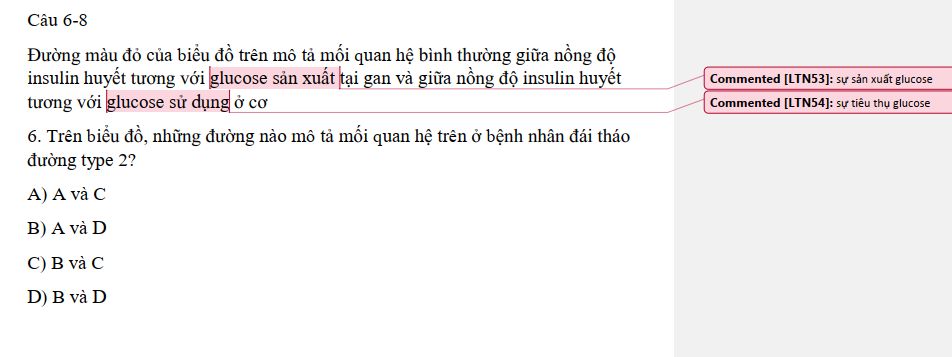 Câu 6-8
Đường màu đỏ của biểu đồ trên mô tả mối quan hệ bình thường giữa nồng độ
insulin huyết tương với glucose sản xuất tại gan và giữa nồng độ insulin huyết
tương với glucose sử dụng ở cơ
Commented [LTN53]: sự sản xuất glucose
Commented [LTN54]: sự tiêu thụ glucose
6. Trên biểu đồ, những đường nào mô tả mối quan hệ trên ở bệnh nhân đái tháo
đường type 2?
A) A và C
B) A và D
C) B và C
D) B và D